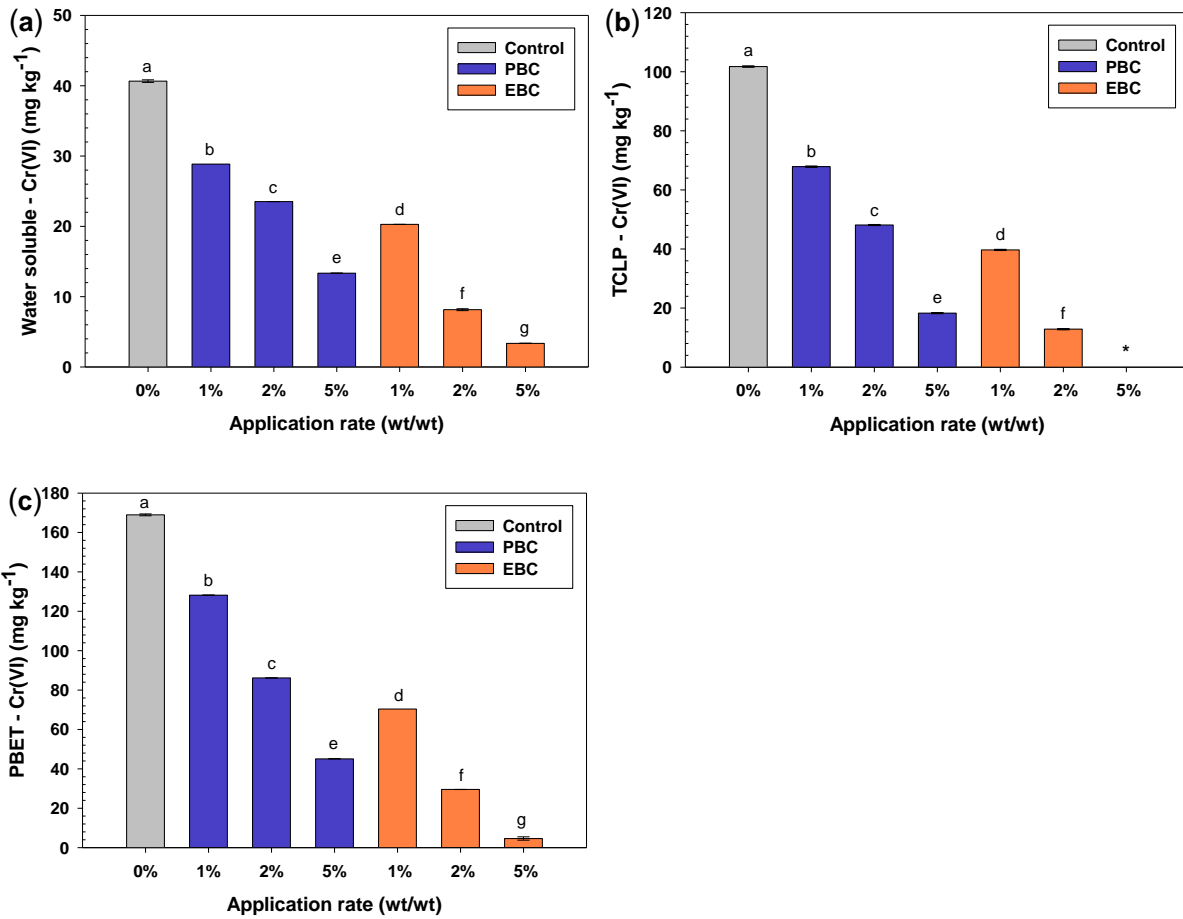 (a)
Water soluble - Cr(VI) (mg kg-1)
50
40
30
20
10
0
a
b
c
e
d
f
g
Control
PBC
EBC
0% 1% 2% 5% 1% 2% 5%
Application rate (wt/wt)
(b)
TCLP - Cr(VI) (mg kg-1)
120
100
80
60
40
20
0
a
b
c
e
d
f
*
Control
PBC
EBC
0% 1% 2% 5% 1% 2% 5%
Application rate (wt/wt)
(c)
PBET - Cr(VI) (mg kg-1)
180
160
140
120
100
80
60
40
20
0
a
b
c
e
d
f
g
Control
PBC
EBC
0% 1% 2% 5% 1% 2% 5%
Application rate (wt/wt)